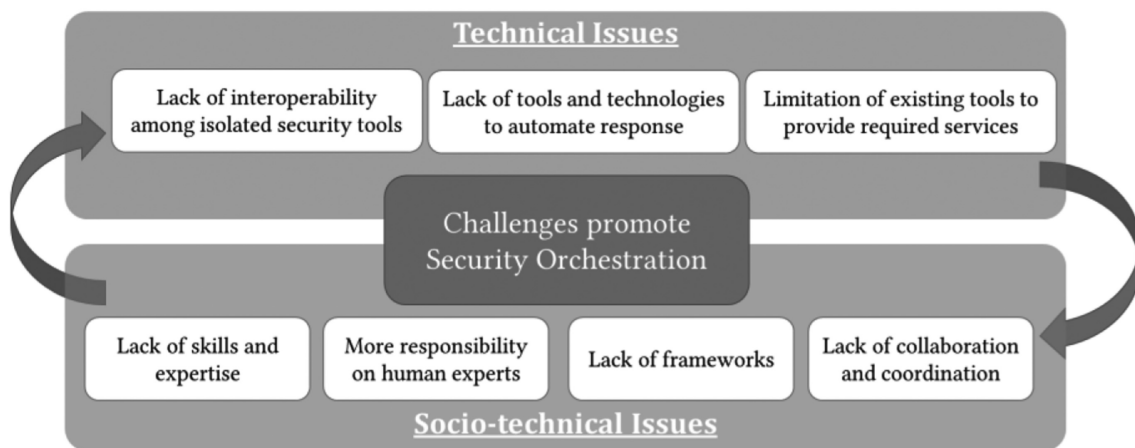 Technical Issues
Lack of interoperability
among isolated security tools
Lack of tools and technologies
to automate response
Limitation of existing tools to
provide required services
Challenges promote
Security Orchestration
Lack of skills and
expertise
More responsibility
on human experts
Lack of frameworks
Lack of collaboration
and coordination
Socio-technical Issues